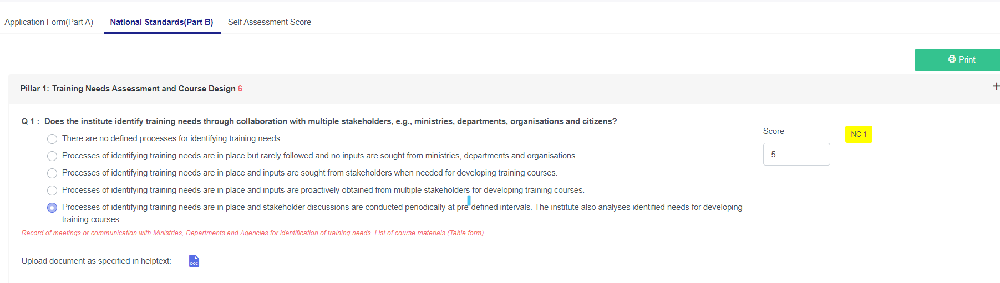 Application Form(Part A) National Standards(Part B) Self Assessment Score
Print
Pillar 1: Training Needs Assessment and Course Design 6
Q 1 : Does the institute identify training needs through collaboration with multiple stakeholders, e.g., ministries, departments, organisations and citizens?
Score
NC 1
5
There are no defined processes for identifying training needs.
Processes of identifying training needs are in place but rarely followed and no inputs are sought from ministries, departments and organisations.
Processes of identifying training needs are in place and inputs are sought from stakeholders when needed for developing training courses.
Processes of identifying training needs are in place and inputs are proactively obtained from multiple stakeholders for developing training courses.
Processes of identifying training needs are in place and stakeholder discussions are conducted periodically at pre-defined intervals. The institute also analyses identified needs for developing
training courses.
Record of meetings or communication with Ministries, Departments and Agencies for identification of training needs. List of course materials (Table form).
Upload document as specified in helptext:
DOC